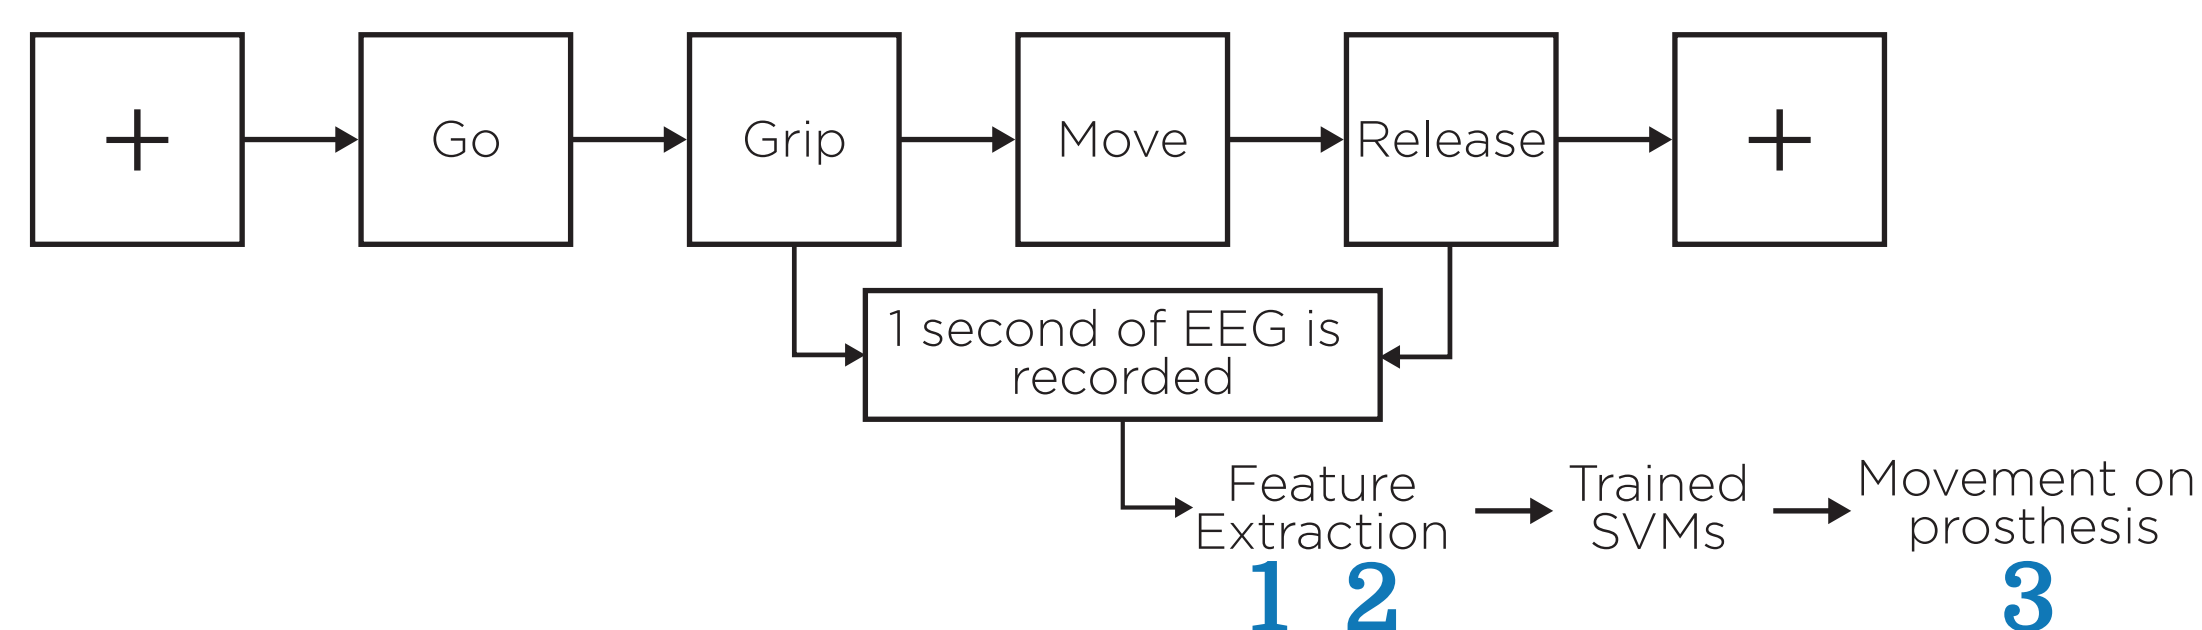 +
Go
Grip
Move
Release
+
1 second of EEG is
recorded
Feature
Extraction
Trained
SVMs
Movement on
prosthesis
1 2
3